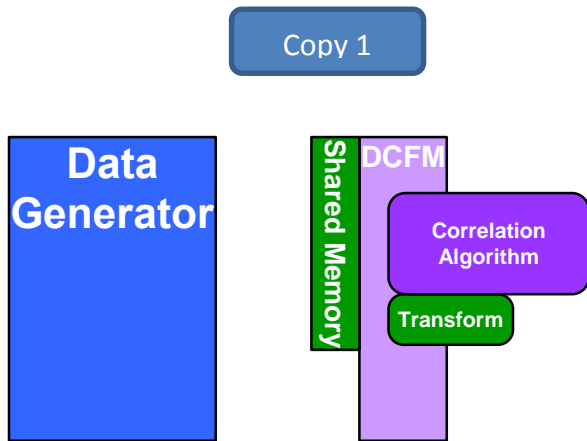 Copy 1
Data
Generator
Shared Memory
DCFM
Correlation
Algorithm
Transform